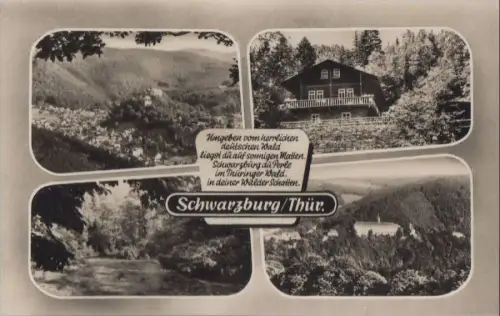 Umgeben vom herrlichen
deutschen Wald
liegst du auf sonnigen Matten.
Schwarzburg du Perle
im Thüringer Wald.
in deiner Wälder Schatten.
Schwarzburg/Thür.